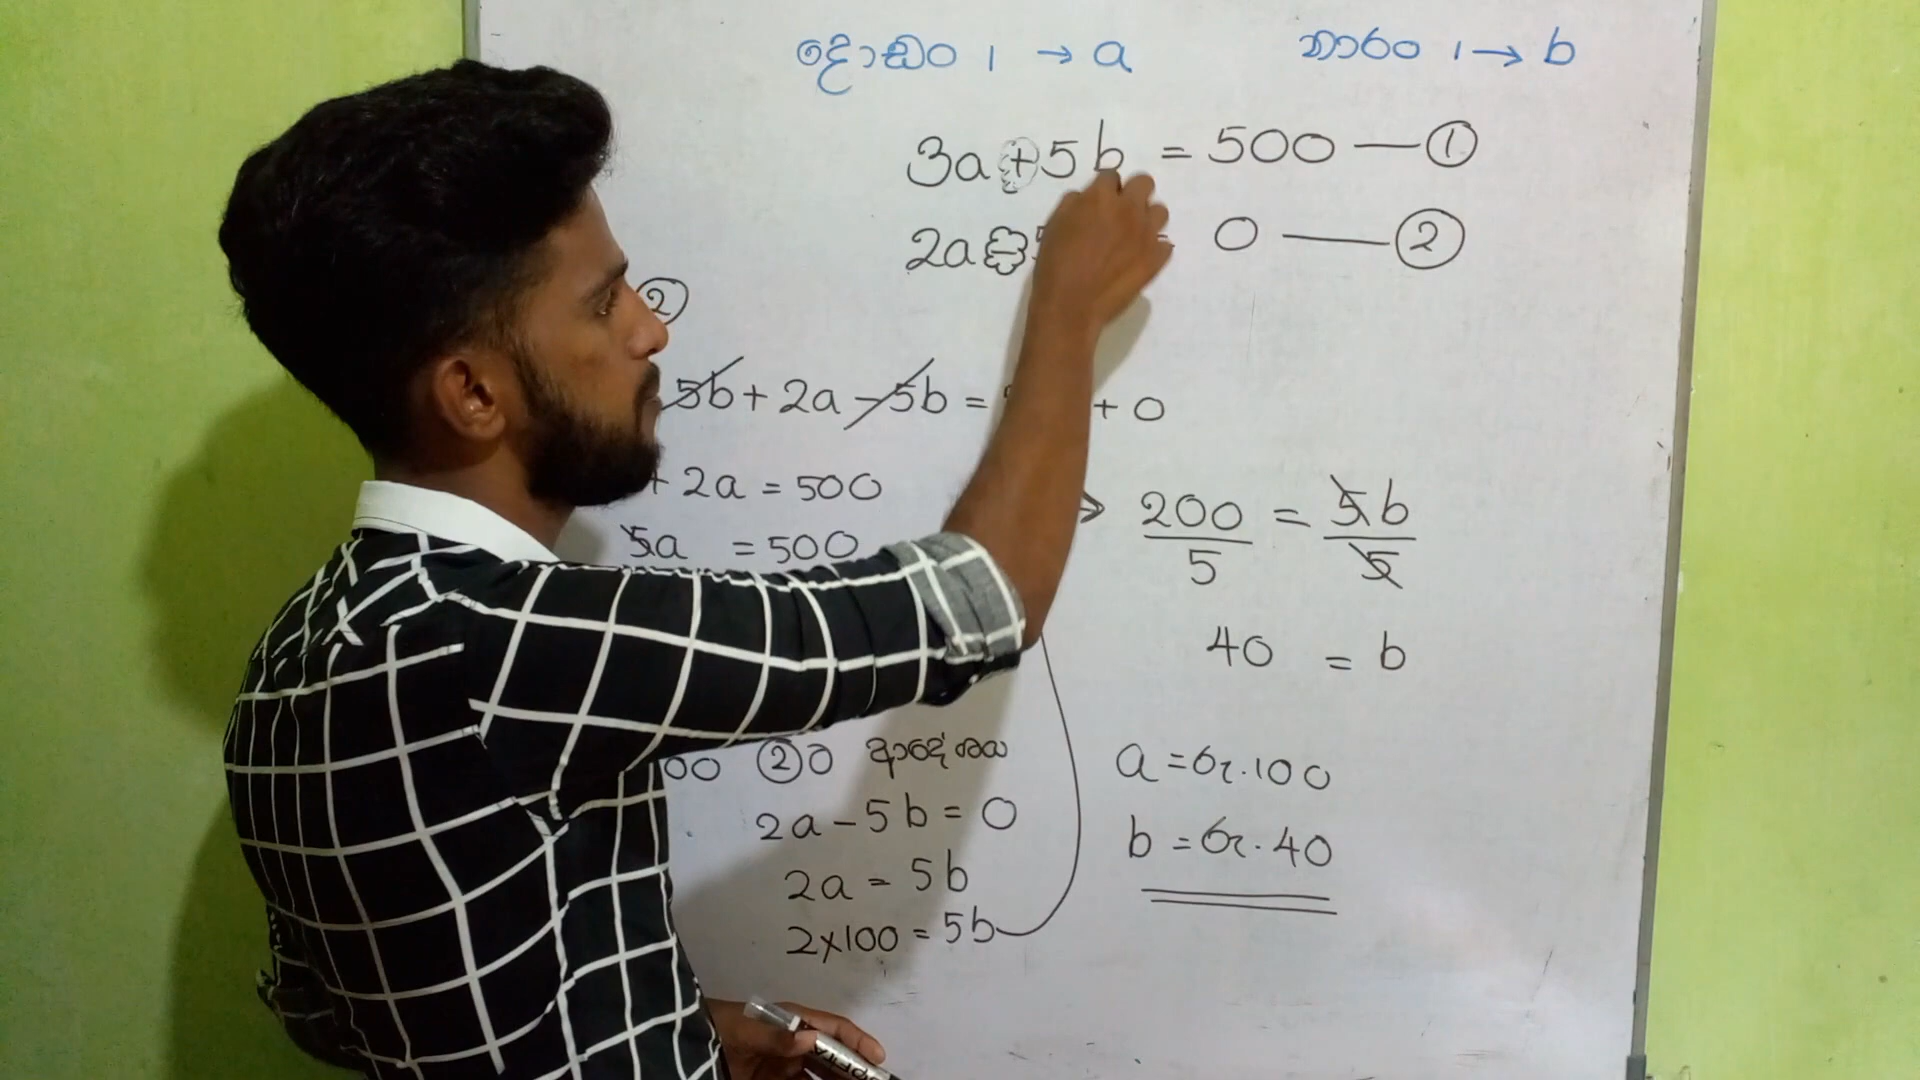 දොඩං 1 → a නාරං 1 → b
3a + 5b = 500 — ①
2a − = 0 — ②
②
5b + 2a − 5b = + 0
+ 2a = 500
5a = 500
200 = 5b
5 5
40 = b
00 ②ට ආදේශය
2a − 5b = 0
2a = 5b
2×100 = 5b
a = රු.100
b = රු.40